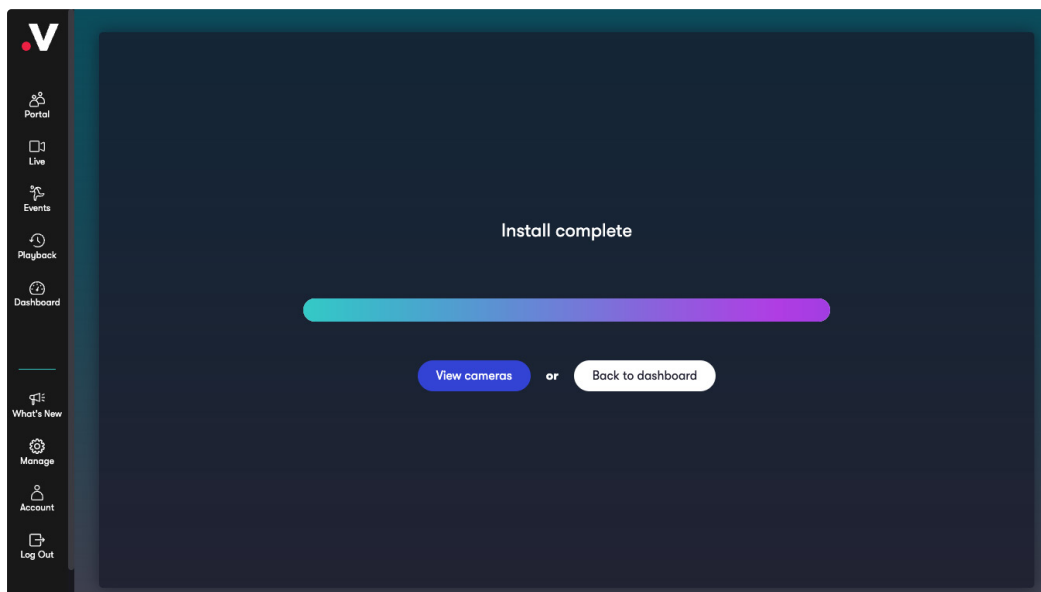 .V
Portal
Live
Events
Playback
Dashboard
What's New
Manage
Account
Log Out
Install complete
View cameras or Back to dashboard